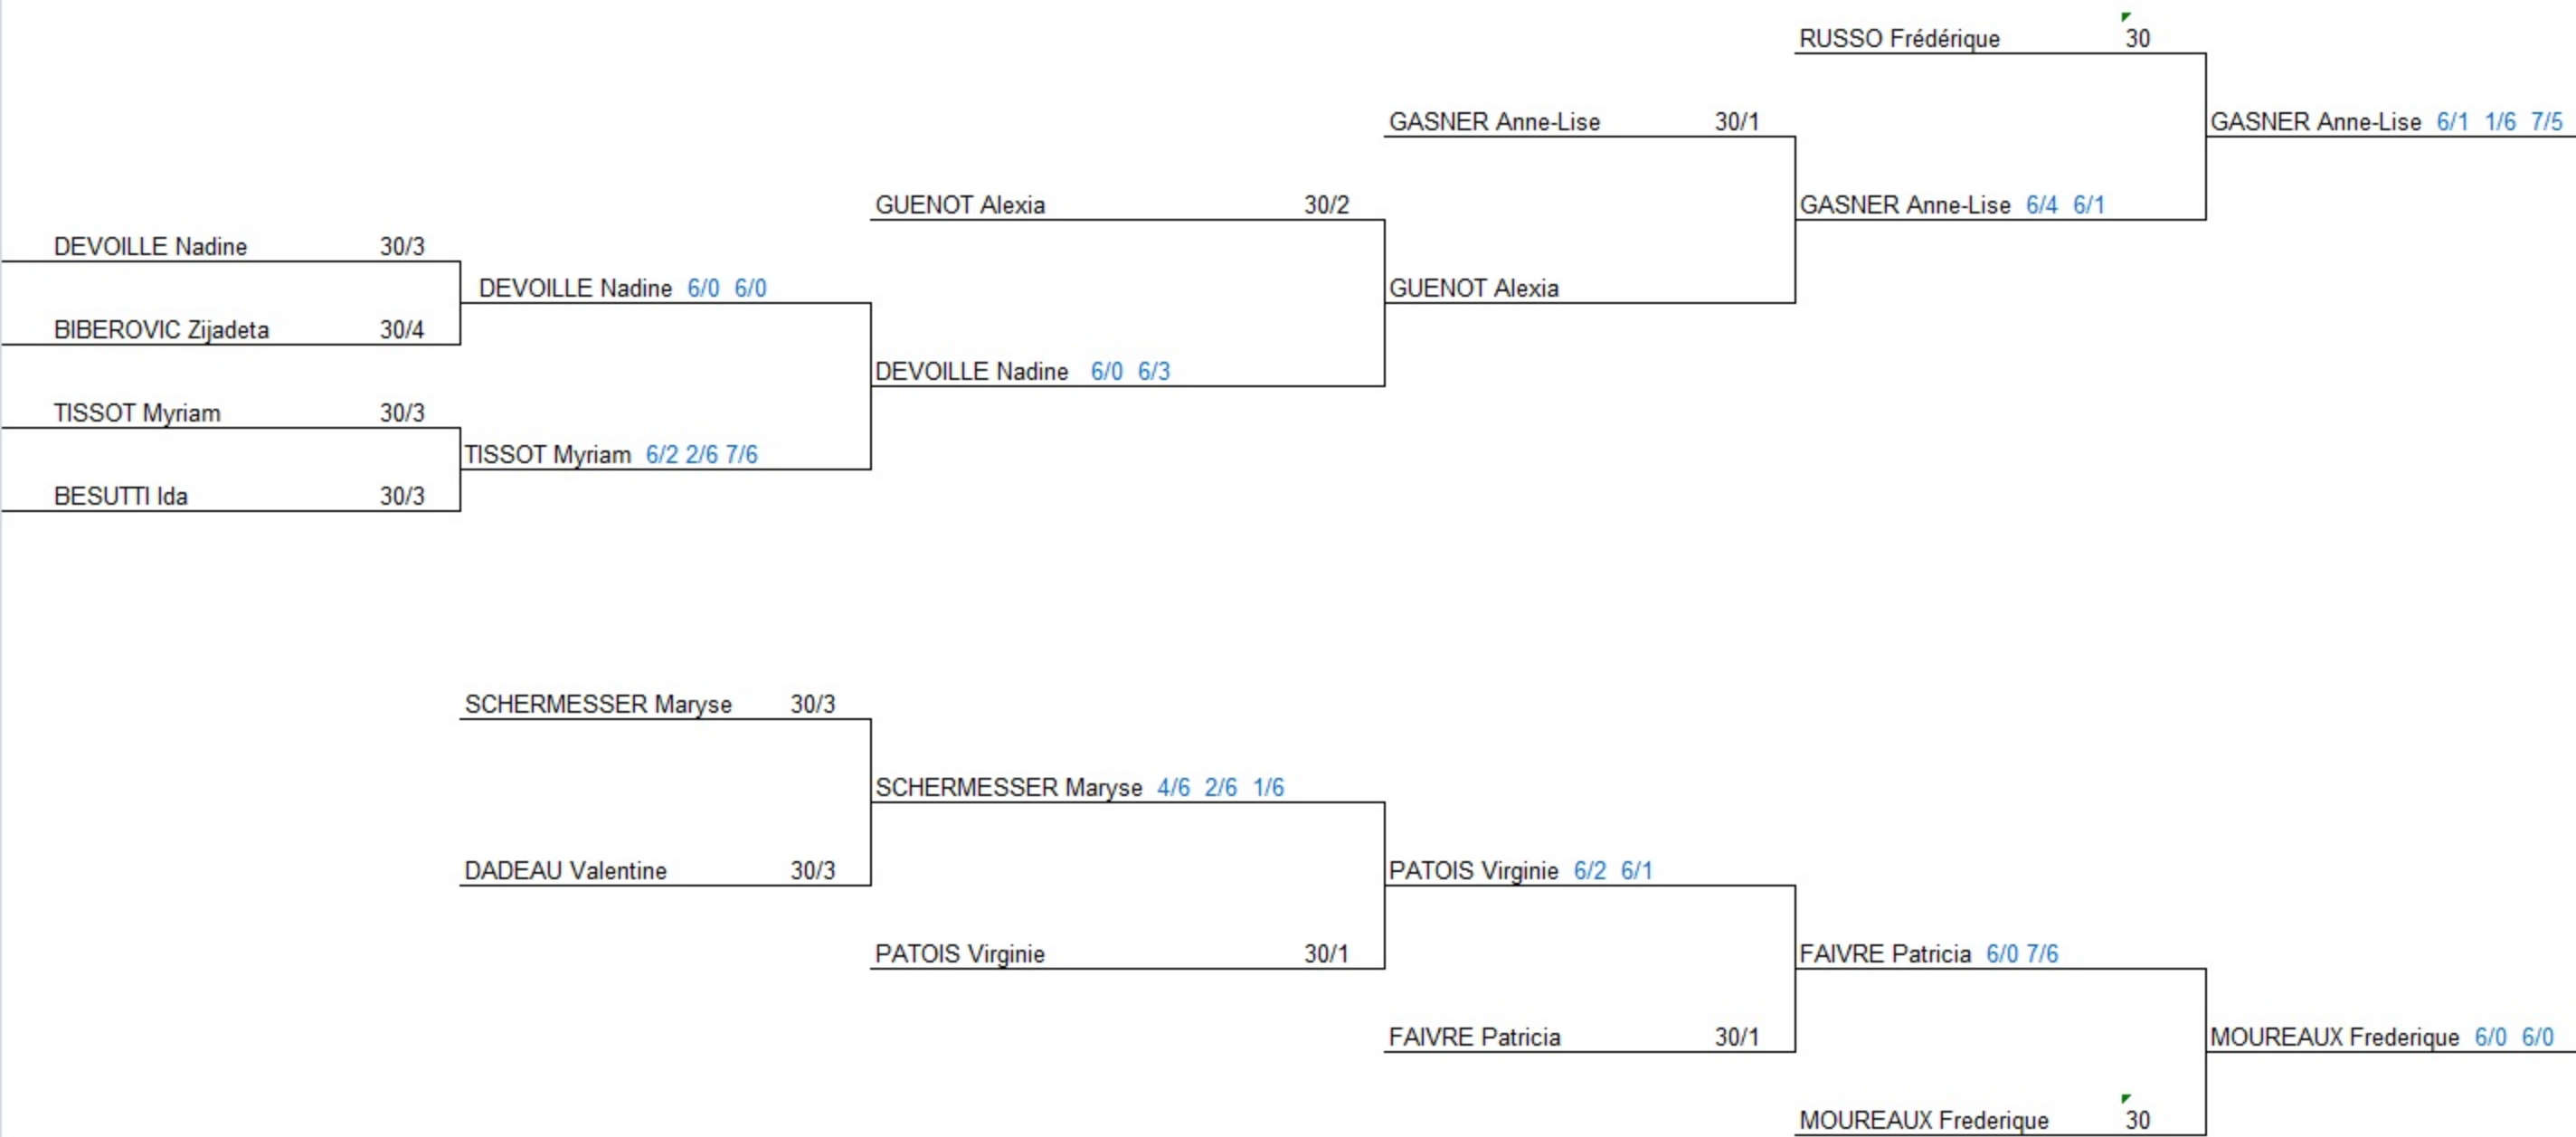 RUSSO Frédérique 30
GASNER Anne-Lise 30/1
GASNER Anne-Lise 6/1 1/6 7/5
GUENOT Alexia 30/2
GASNER Anne-Lise 6/4 6/1
DEVOILLE Nadine 30/3
DEVOILLE Nadine 6/0 6/0
GUENOT Alexia
BIBEROVIC Zijadeta 30/4
DEVOILLE Nadine 6/0 6/3
TISSOT Myriam 30/3
TISSOT Myriam 6/2 2/6 7/6
BESUTTI Ida 30/3
SCHERMESSER Maryse 30/3
SCHERMESSER Maryse 4/6 2/6 1/6
DADEAU Valentine 30/3
PATOIS Virginie 6/2 6/1
PATOIS Virginie 30/1
FAIVRE Patricia 6/0 7/6
FAIVRE Patricia 30/1
MOUREAUX Frederique 6/0 6/0
MOUREAUX Frederique 30